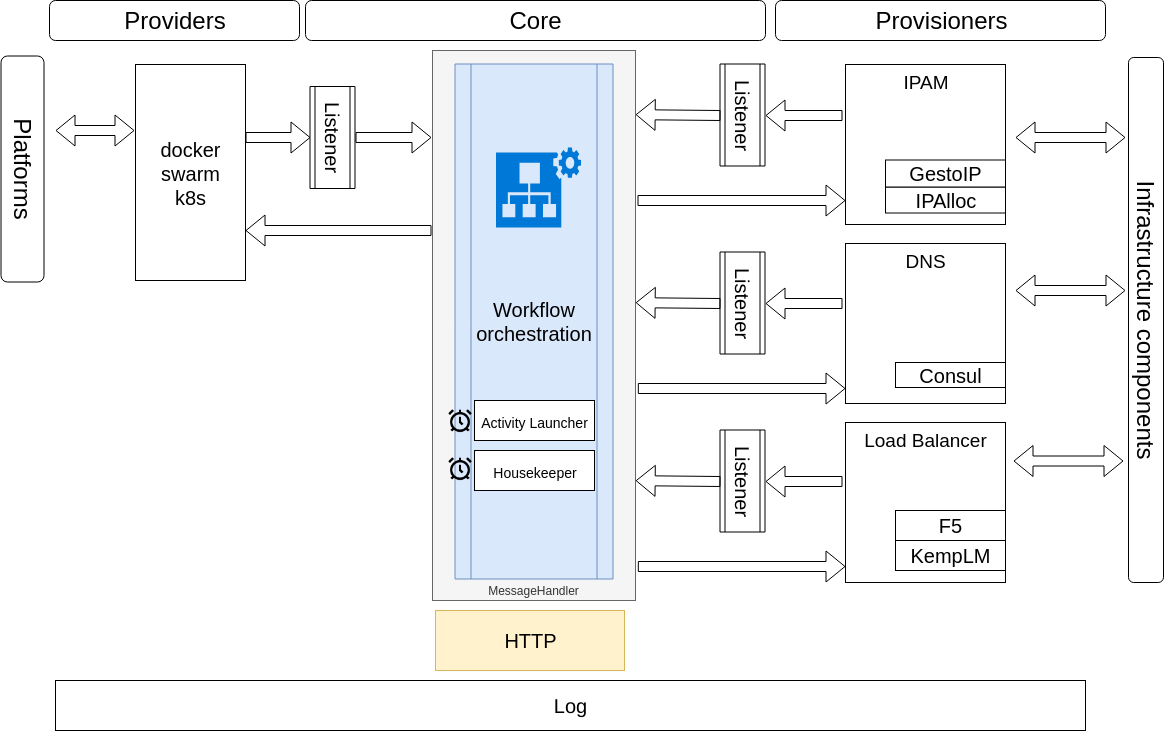 Providers
Core
Provisioners
Platforms
docker
swarm
k8s
Listener
Workflow
orchestration
Activity Launcher
Housekeeper
MessageHandler
HTTP
Listener
IPAM
GestoIP
IPAlloc
Listener
DNS
Consul
Listener
Load Balancer
F5
KempLM
Infrastructure components
Log